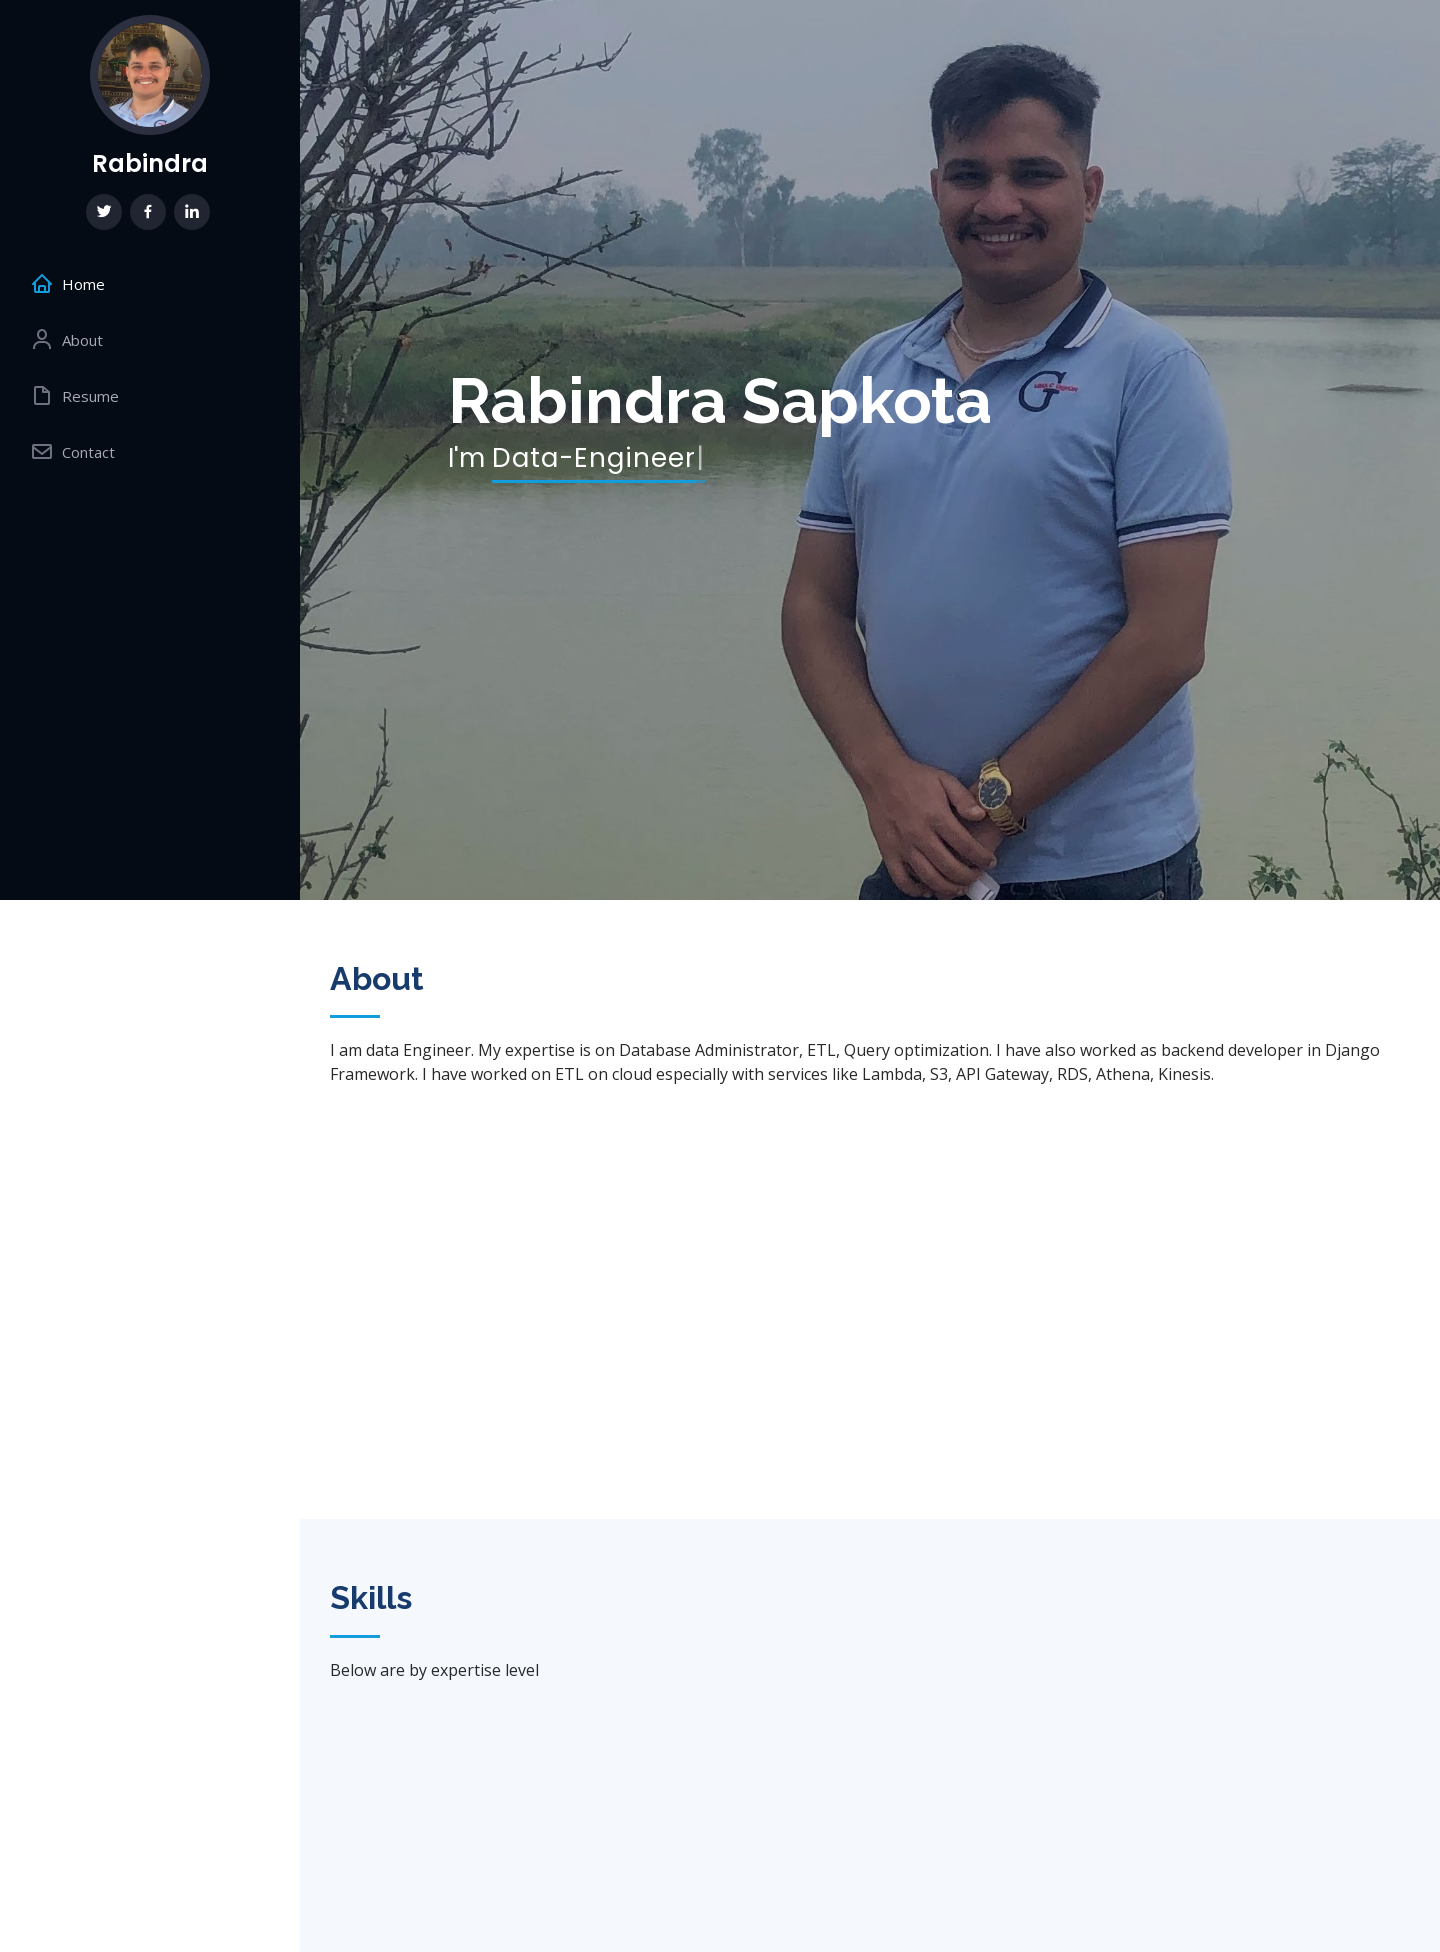 Rabindra
Home
About
Resume
Contact
Rabindra Sapkota
I'm Data-Engineer|
About
I am data Engineer. My expertise is on Database Administrator, ETL, Query optimization. I have also worked as backend developer in Django
Framework. I have worked on ETL on cloud especially with services like Lambda, S3, API Gateway, RDS, Athena, Kinesis.
Skills
Below are by expertise level